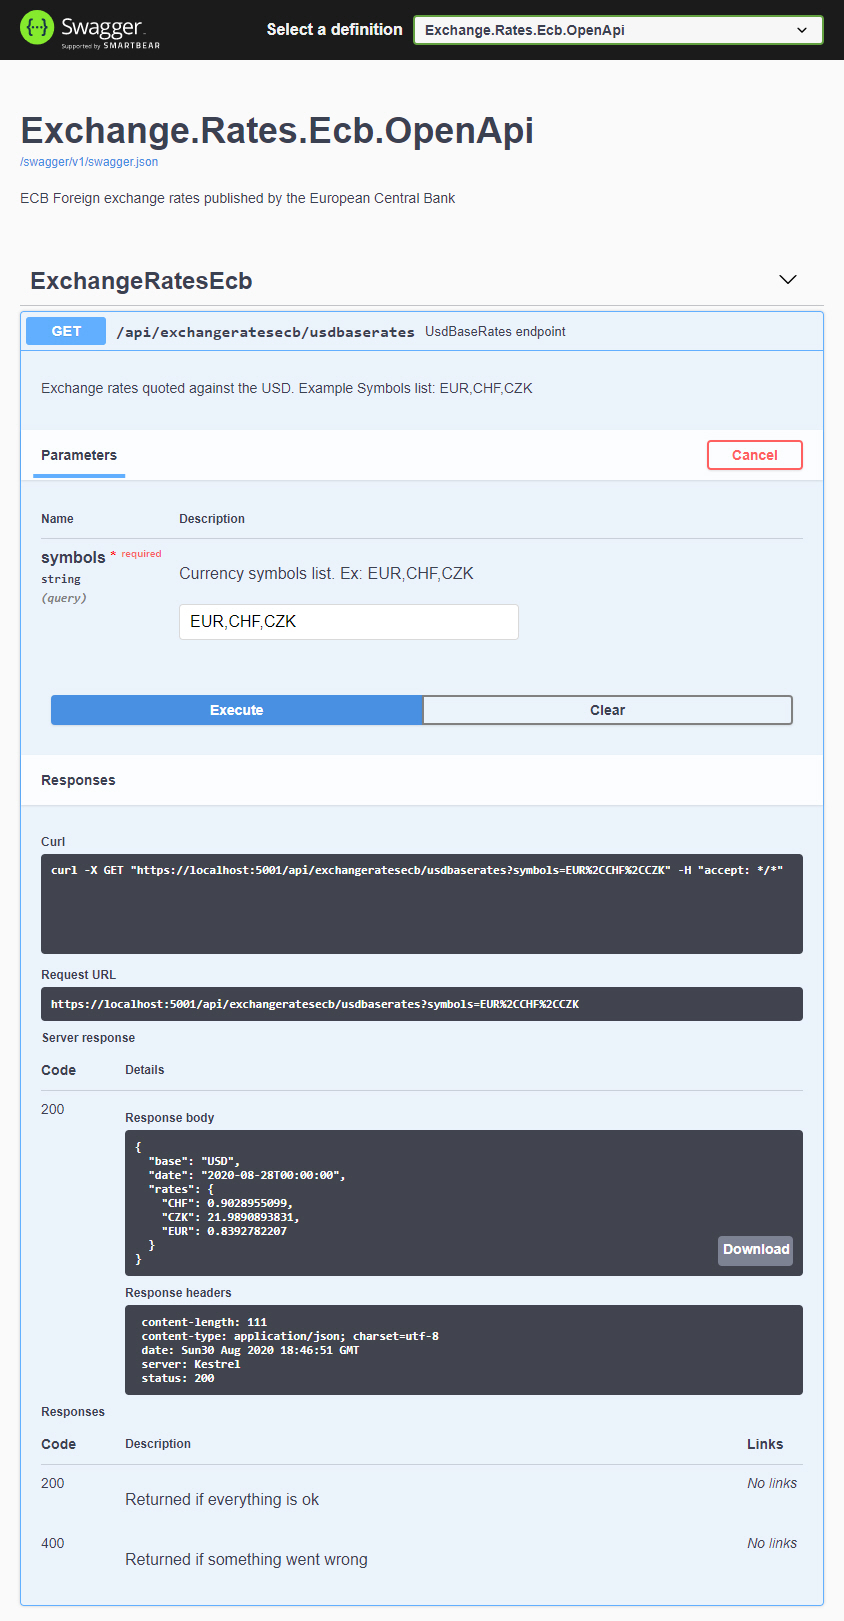 Swagger
Supported by SMARTBEAR
Select a definition
Exchange.Rates.Ecb.OpenApi
Exchange.Rates.Ecb.OpenApi
/swagger/v1/swagger.json
ECB Foreign exchange rates published by the European Central Bank
ExchangeRatesEcb
GET /api/exchangeratesecb/usdbaserates UsdBaseRates endpoint
Exchange rates quoted against the USD. Example Symbols list: EUR,CHF,CZK
Parameters Cancel
Name Description
symbols * required
string
(query)
Currency symbols list. Ex: EUR,CHF,CZK
EUR,CHF,CZK
Execute Clear
Responses
Curl
curl -X GET "https://localhost:5001/api/exchangeratesecb/usdbaserates?symbols=EUR%2CCHF%2CCZK" -H "accept: */*"
Request URL
https://localhost:5001/api/exchangeratesecb/usdbaserates?symbols=EUR%2CCHF%2CCZK
Server response
Code Details
200
Response body
{
  "base": "USD",
  "date": "2020-08-28T00:00:00",
  "rates": {
    "CHF": 0.9028955099,
    "CZK": 21.9890893831,
    "EUR": 0.8392782207
  }
}
Download
Response headers
content-length: 111
content-type: application/json; charset=utf-8
date: Sun30 Aug 2020 18:46:51 GMT
server: Kestrel
status: 200
Responses
Code Description Links
200 No links
Returned if everything is ok
400 No links
Returned if something went wrong